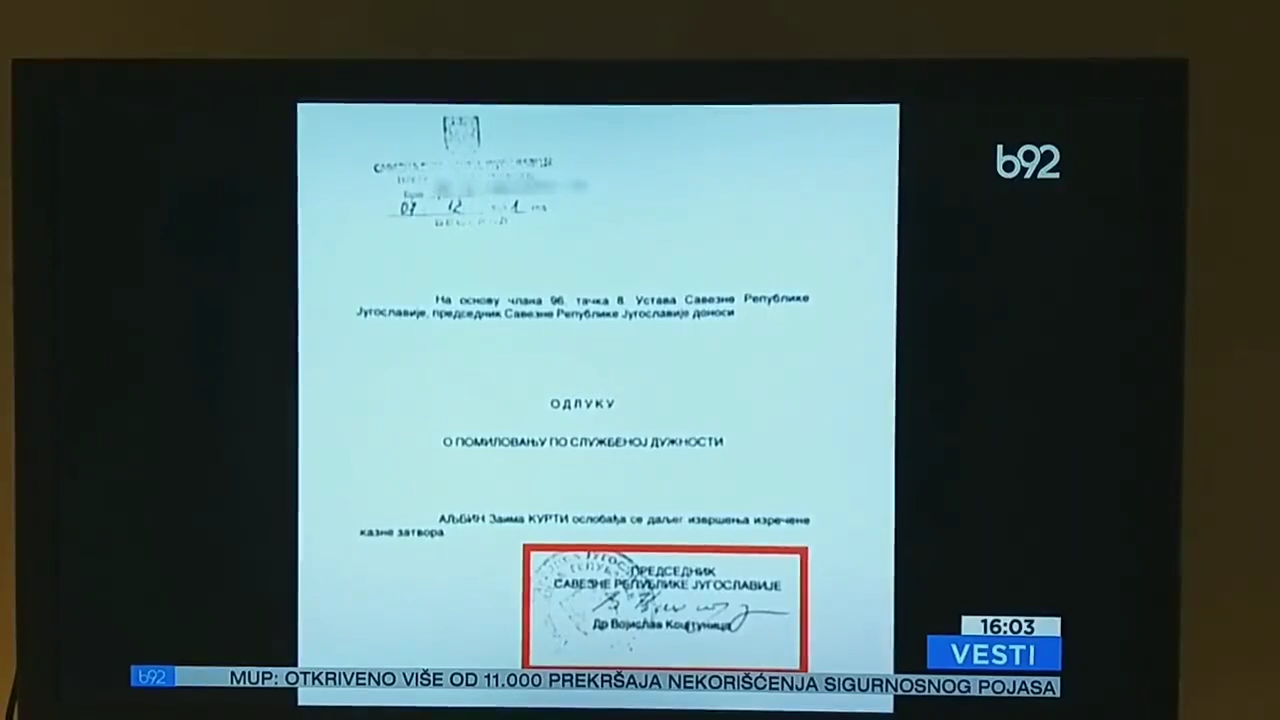 b92
07 12
На основу члана 96. тачка 8. Устава Савезне Републике
Југославије, председник Савезне Републике Југославије доноси
ОДЛУКУ
О ПОМИЛОВАЊУ ПО СЛУЖБЕНОЈ ДУЖНОСТИ
АЉБИН Заима КУРТИ ослобађа се даљег извршења изречене
казне затвора
ПРЕДСЕДНИК
САВЕЗНЕ РЕПУБЛИКЕ ЈУГОСЛАВИЈЕ
Др Војислав Коштуница
16:03
VESTI
b92 MUP: OTKRIVENO VIŠE OD 11.000 PREKRŠAJA NEKORIŠĆENJA SIGURNOSNOG POJASA